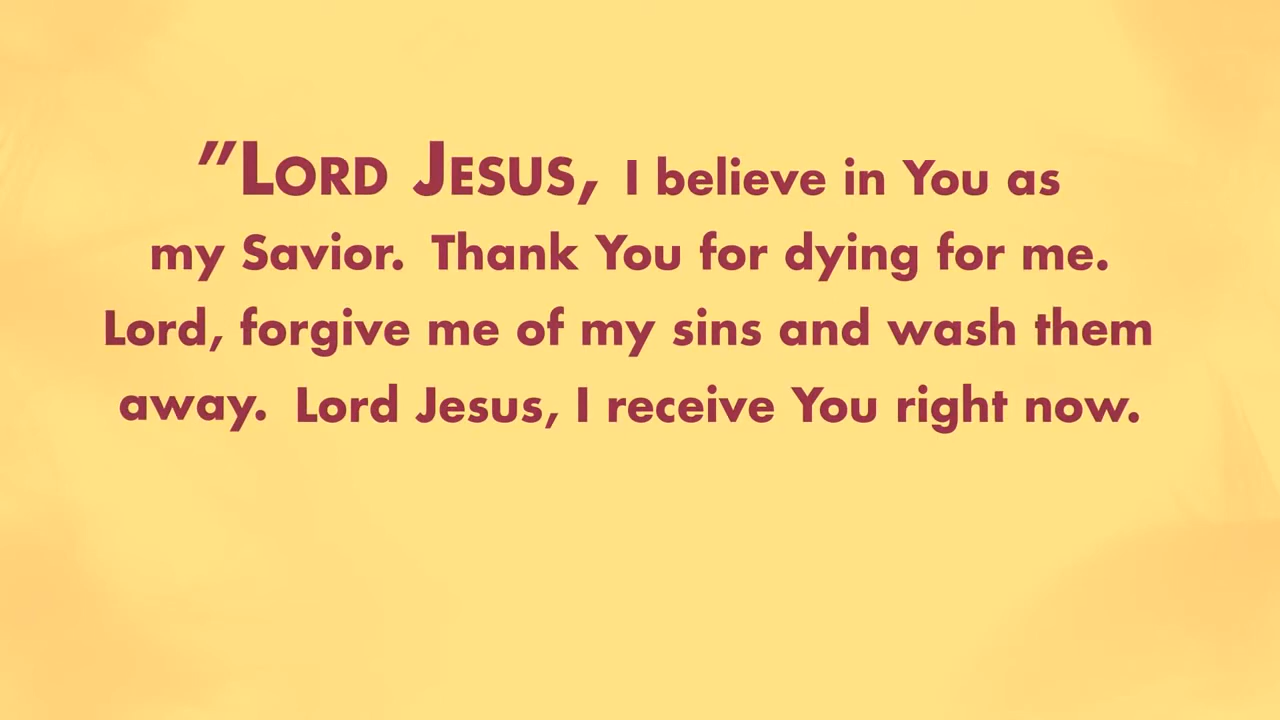 ”LORD JESUS, I believe in You as
my Savior. Thank You for dying for me.
Lord, forgive me of my sins and wash them
away. Lord Jesus, I receive You right now.